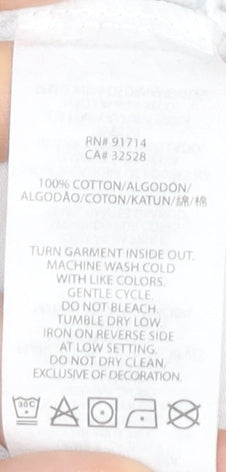 RN# 91714
CA# 32528
100% COTTON/ALGODÓN/
ALGODÃO/COTON/KATUN/綿/棉
TURN GARMENT INSIDE OUT.
MACHINE WASH COLD
WITH LIKE COLORS.
GENTLE CYCLE.
DO NOT BLEACH.
TUMBLE DRY LOW.
IRON ON REVERSE SIDE
AT LOW SETTING.
DO NOT DRY CLEAN.
EXCLUSIVE OF DECORATION.
30C